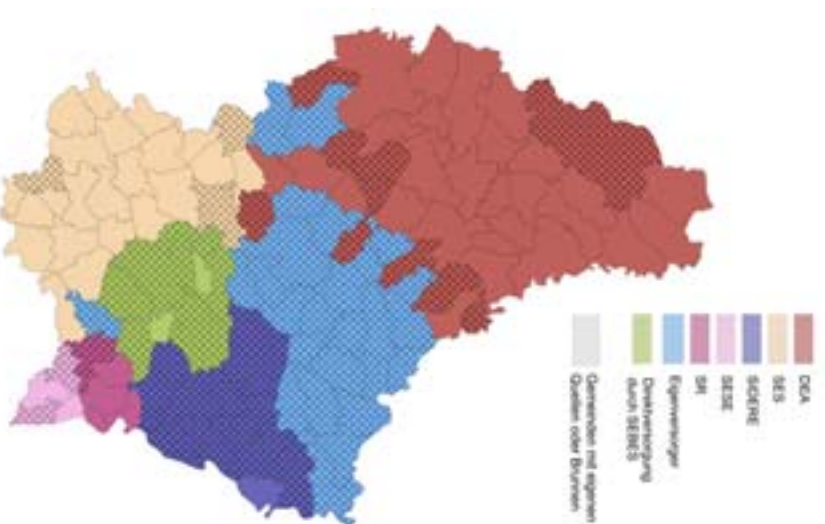 DEA
SES
SIDERE
SESE
SR
Eigenversorger
Direktversorgung
durch SEBES
Gemeinden mit eigenen
Quellen oder Brunnen